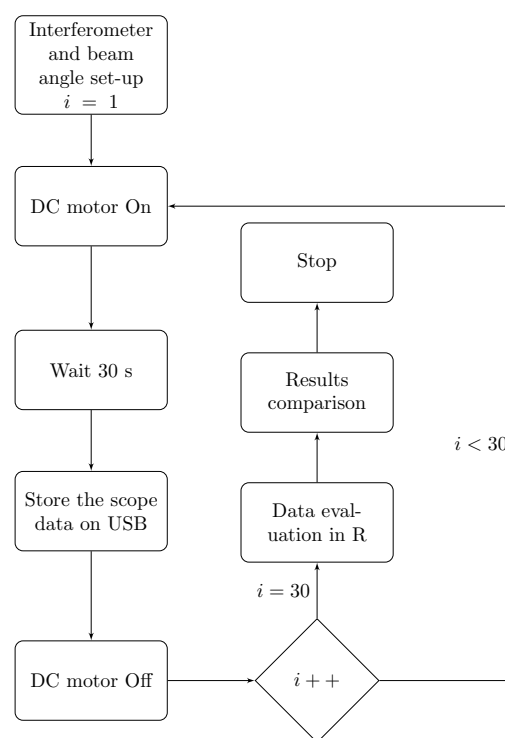 Interferometer
and beam
angle set-up
i = 1
DC motor On
Wait 30 s
Store the scope
data on USB
DC motor Off
i + +
i = 30
Data eval-
uation in R
Results
comparison
Stop
i < 30